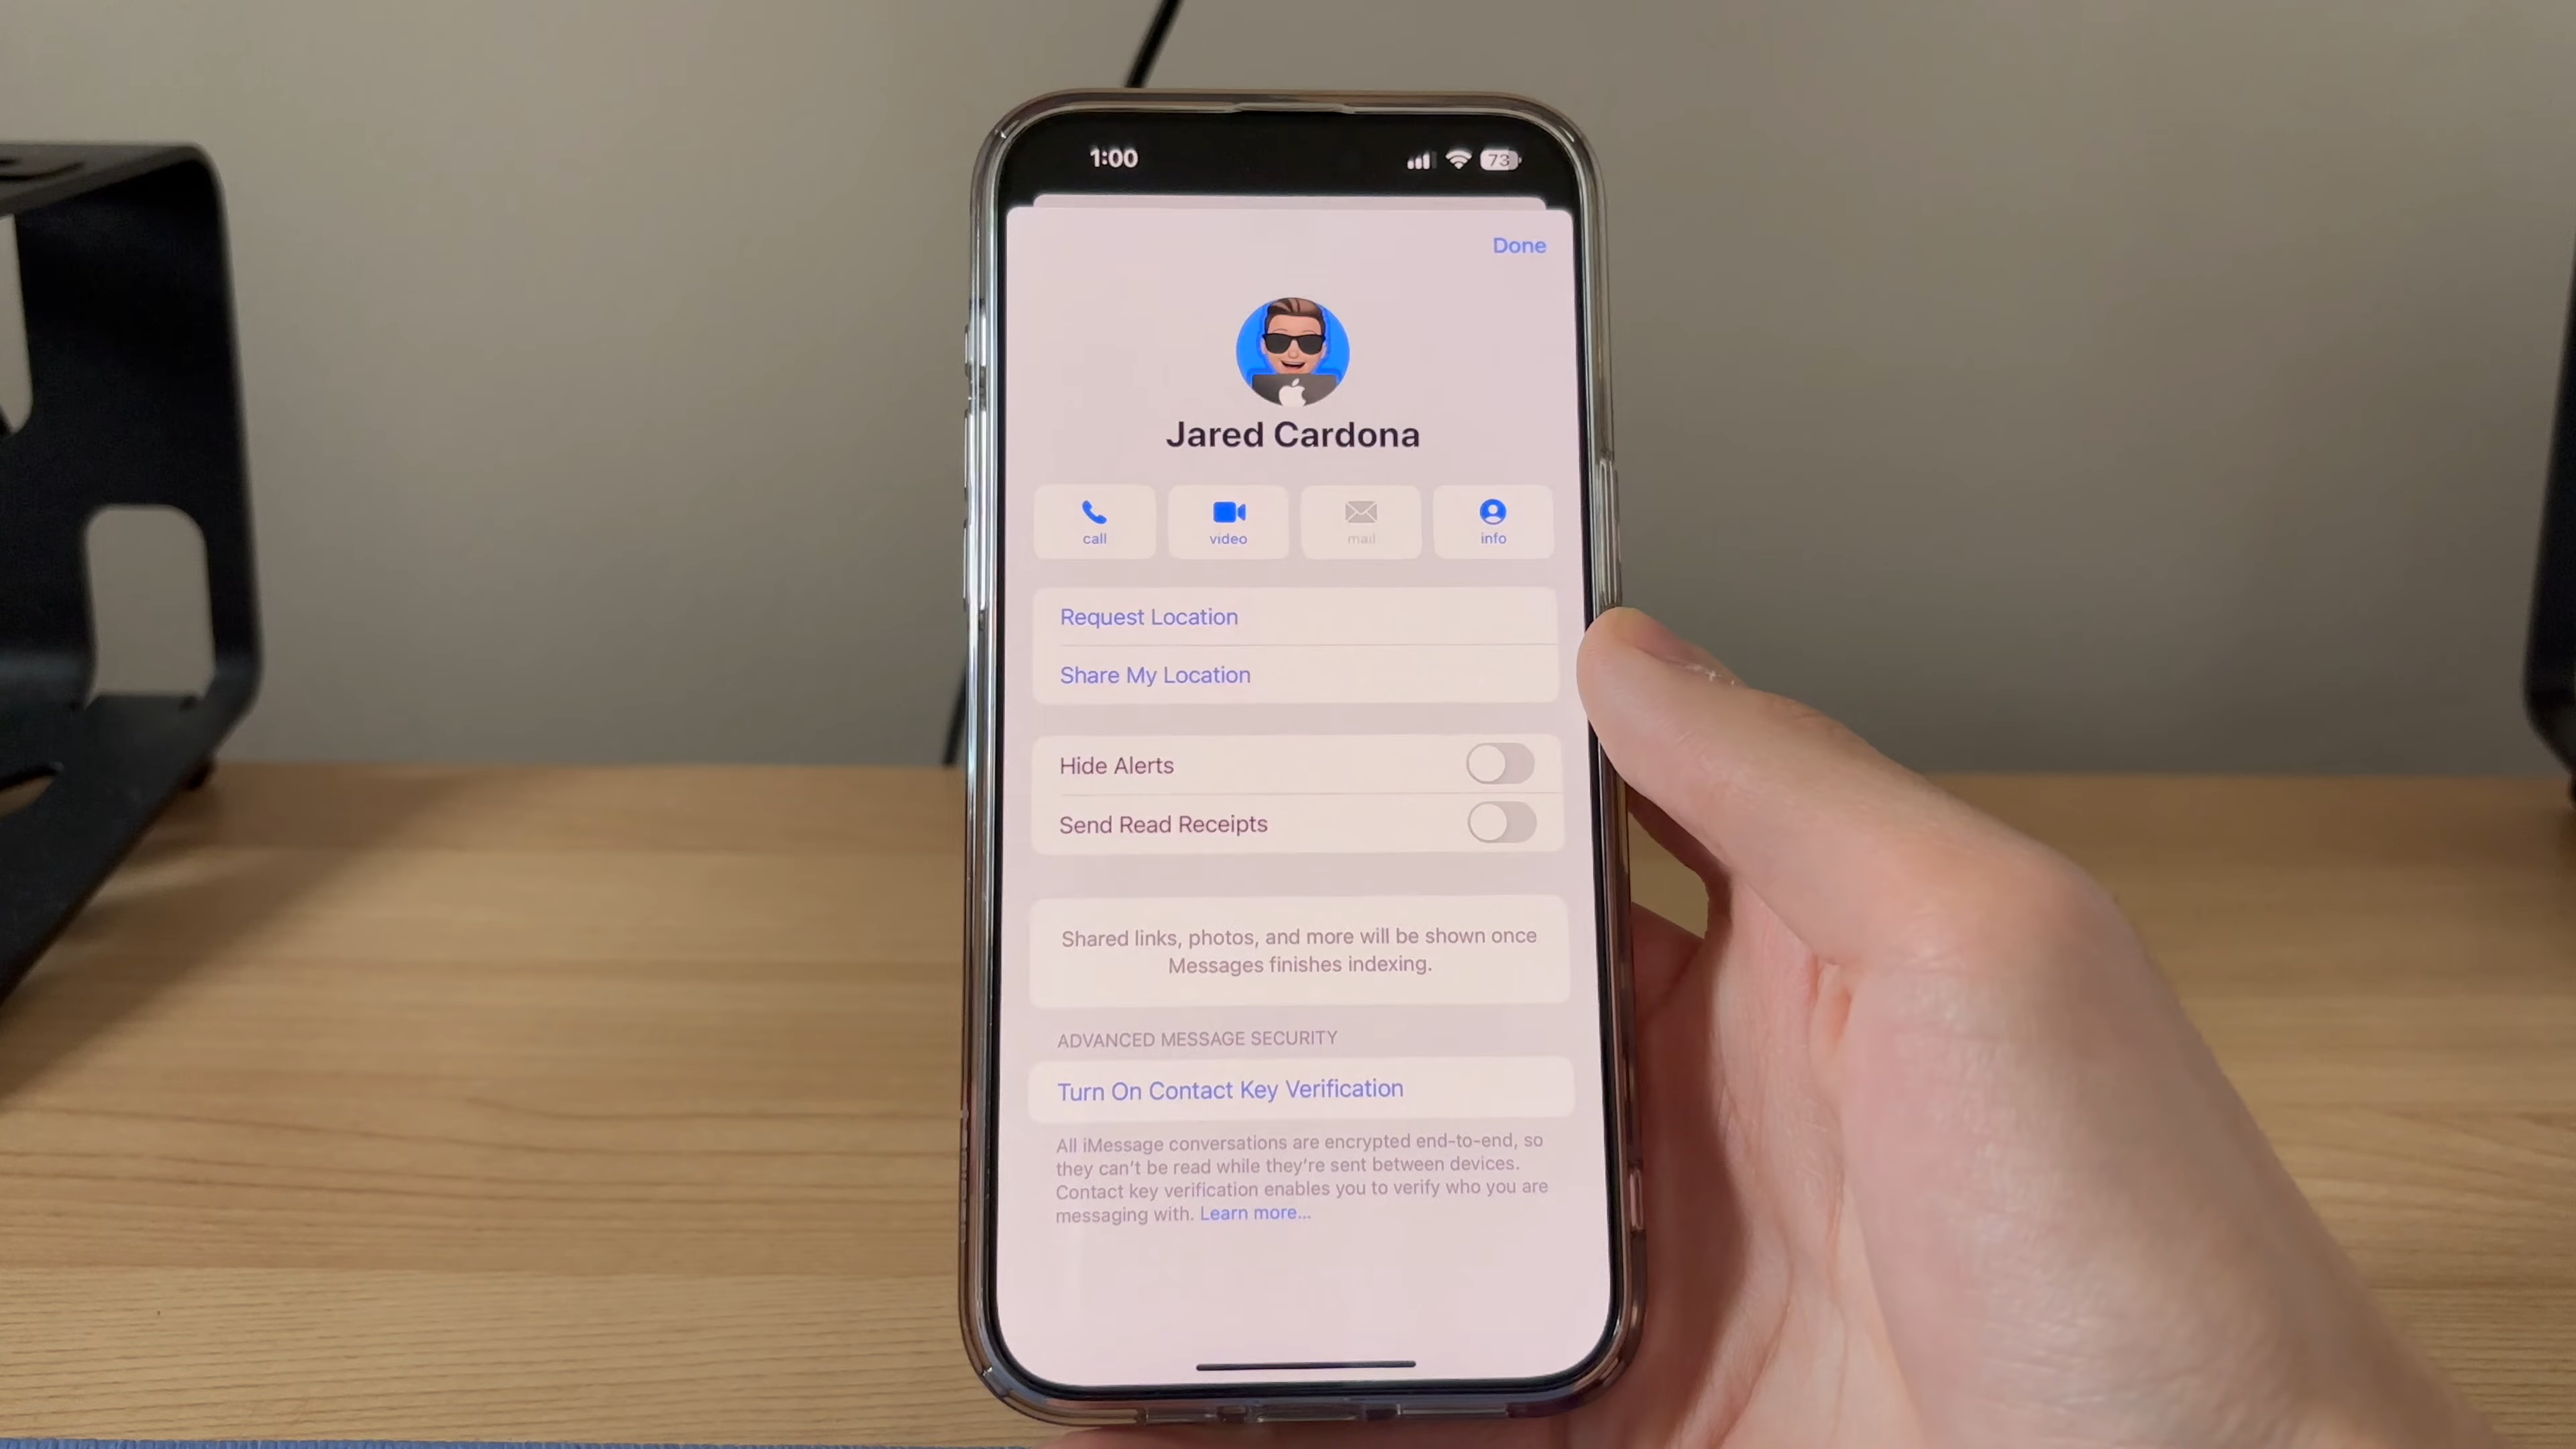 1:00
73
Done
Jared Cardona
call
video
mail
info
Request Location
Share My Location
Hide Alerts
Send Read Receipts
Shared links, photos, and more will be shown once
Messages finishes indexing.
ADVANCED MESSAGE SECURITY
Turn On Contact Key Verification
All iMessage conversations are encrypted end-to-end, so
they can't be read while they're sent between devices.
Contact key verification enables you to verify who you are
messaging with. Learn more...